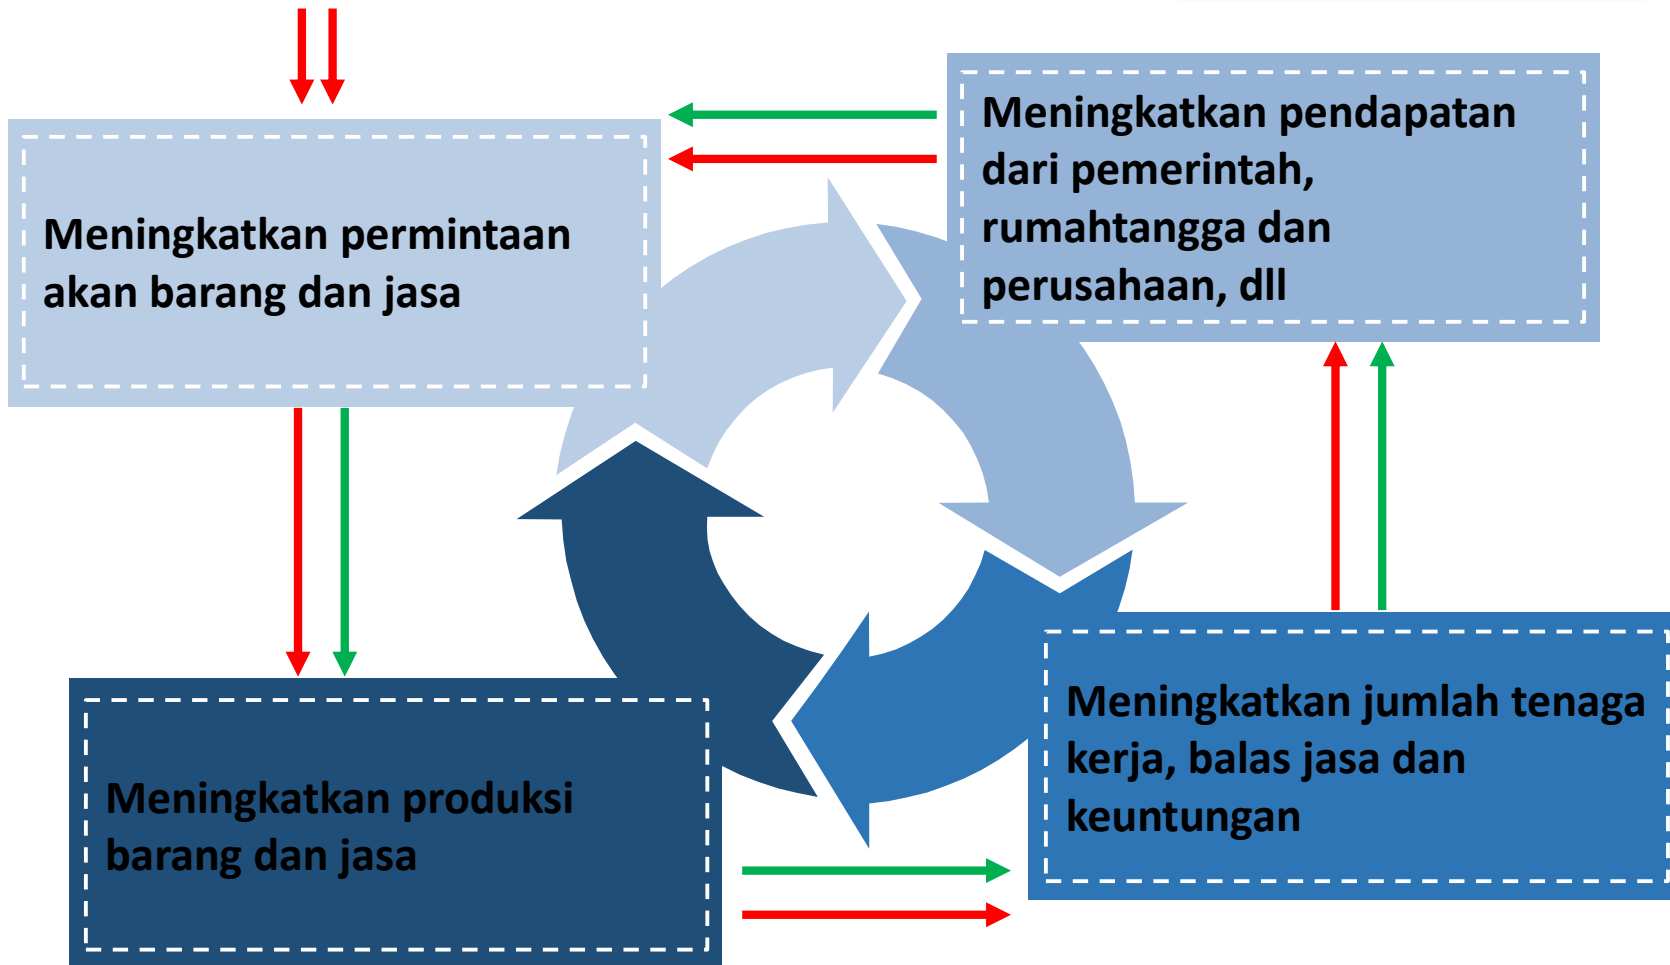 Meningkatkan permintaan
akan barang dan jasa
Meningkatkan pendapatan
dari pemerintah,
rumahtangga dan
perusahaan, dll
Meningkatkan produksi
barang dan jasa
Meningkatkan jumlah tenaga
kerja, balas jasa dan
keuntungan